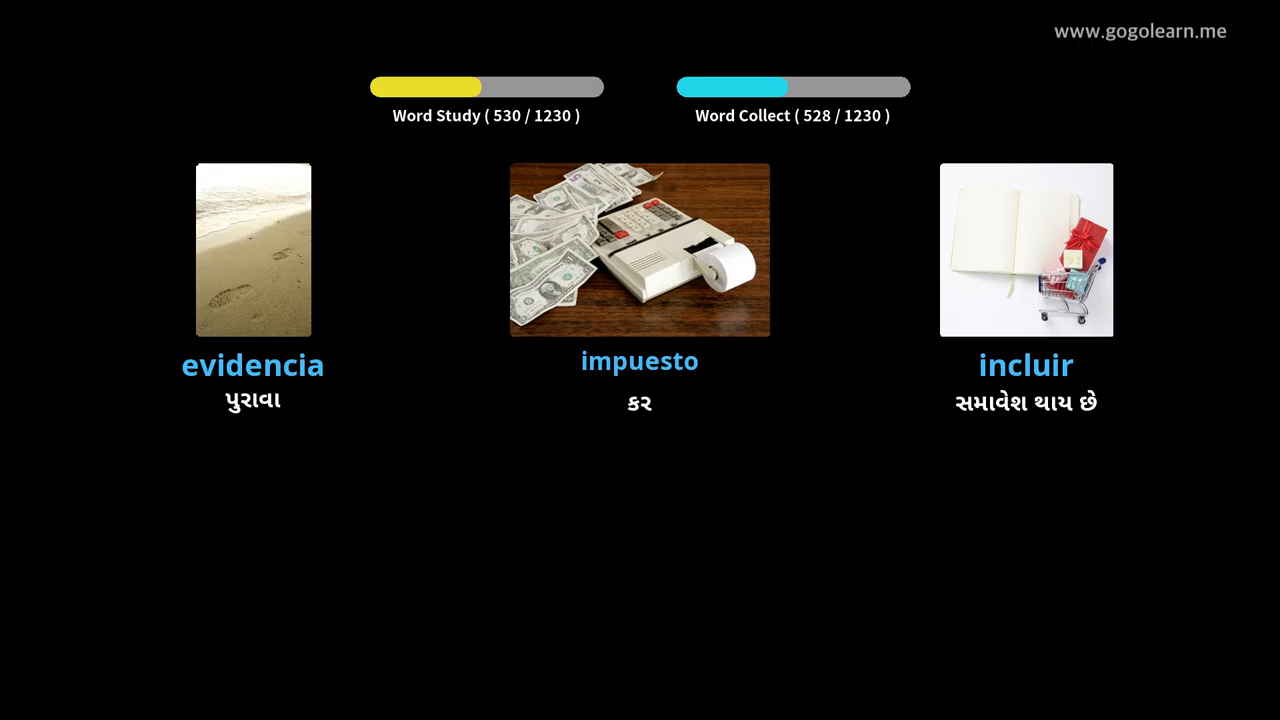 www.gogolearn.me
Word Study ( 530 / 1230 )
Word Collect ( 528 / 1230 )
evidencia
impuesto
incluir
પુરાવા
કર
સમાવેશ થાય છે